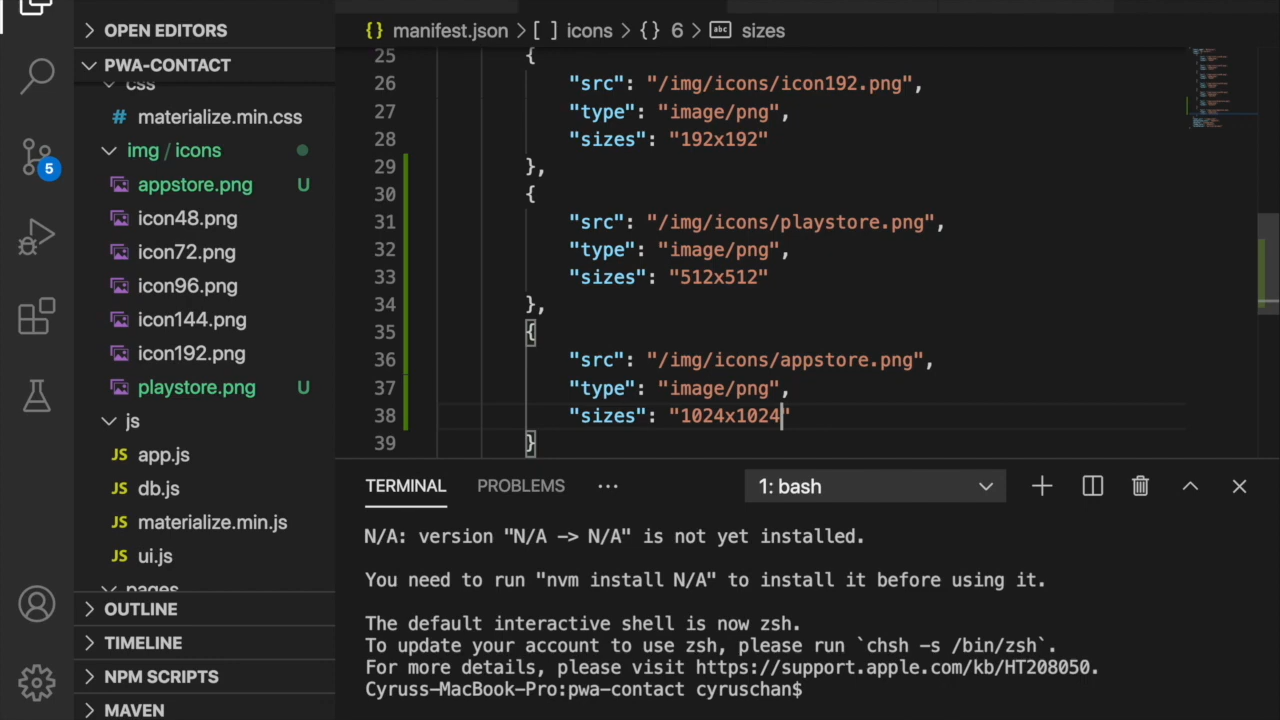 OPEN EDITORS
PWA-CONTACT
css
materialize.min.css
img / icons
appstore.png U
icon48.png
icon72.png
icon96.png
icon144.png
icon192.png
playstore.png U
js
app.js
db.js
materialize.min.js
ui.js
pages
OUTLINE
TIMELINE
NPM SCRIPTS
MAVEN
5
{} manifest.json > [ ] icons > {} 6 > abc sizes
25 {
26 "src": "/img/icons/icon192.png",
27 "type": "image/png",
28 "sizes": "192x192"
29 },
30 {
31 "src": "/img/icons/playstore.png",
32 "type": "image/png",
33 "sizes": "512x512"
34 },
35 {
36 "src": "/img/icons/appstore.png",
37 "type": "image/png",
38 "sizes": "1024x1024"
39 }
TERMINAL PROBLEMS ··· 1: bash
N/A: version "N/A -> N/A" is not yet installed.
You need to run "nvm install N/A" to install it before using it.
The default interactive shell is now zsh.
To update your account to use zsh, please run `chsh -s /bin/zsh`.
For more details, please visit https://support.apple.com/kb/HT208050.
Cyruss-MacBook-Pro:pwa-contact cyruschan$